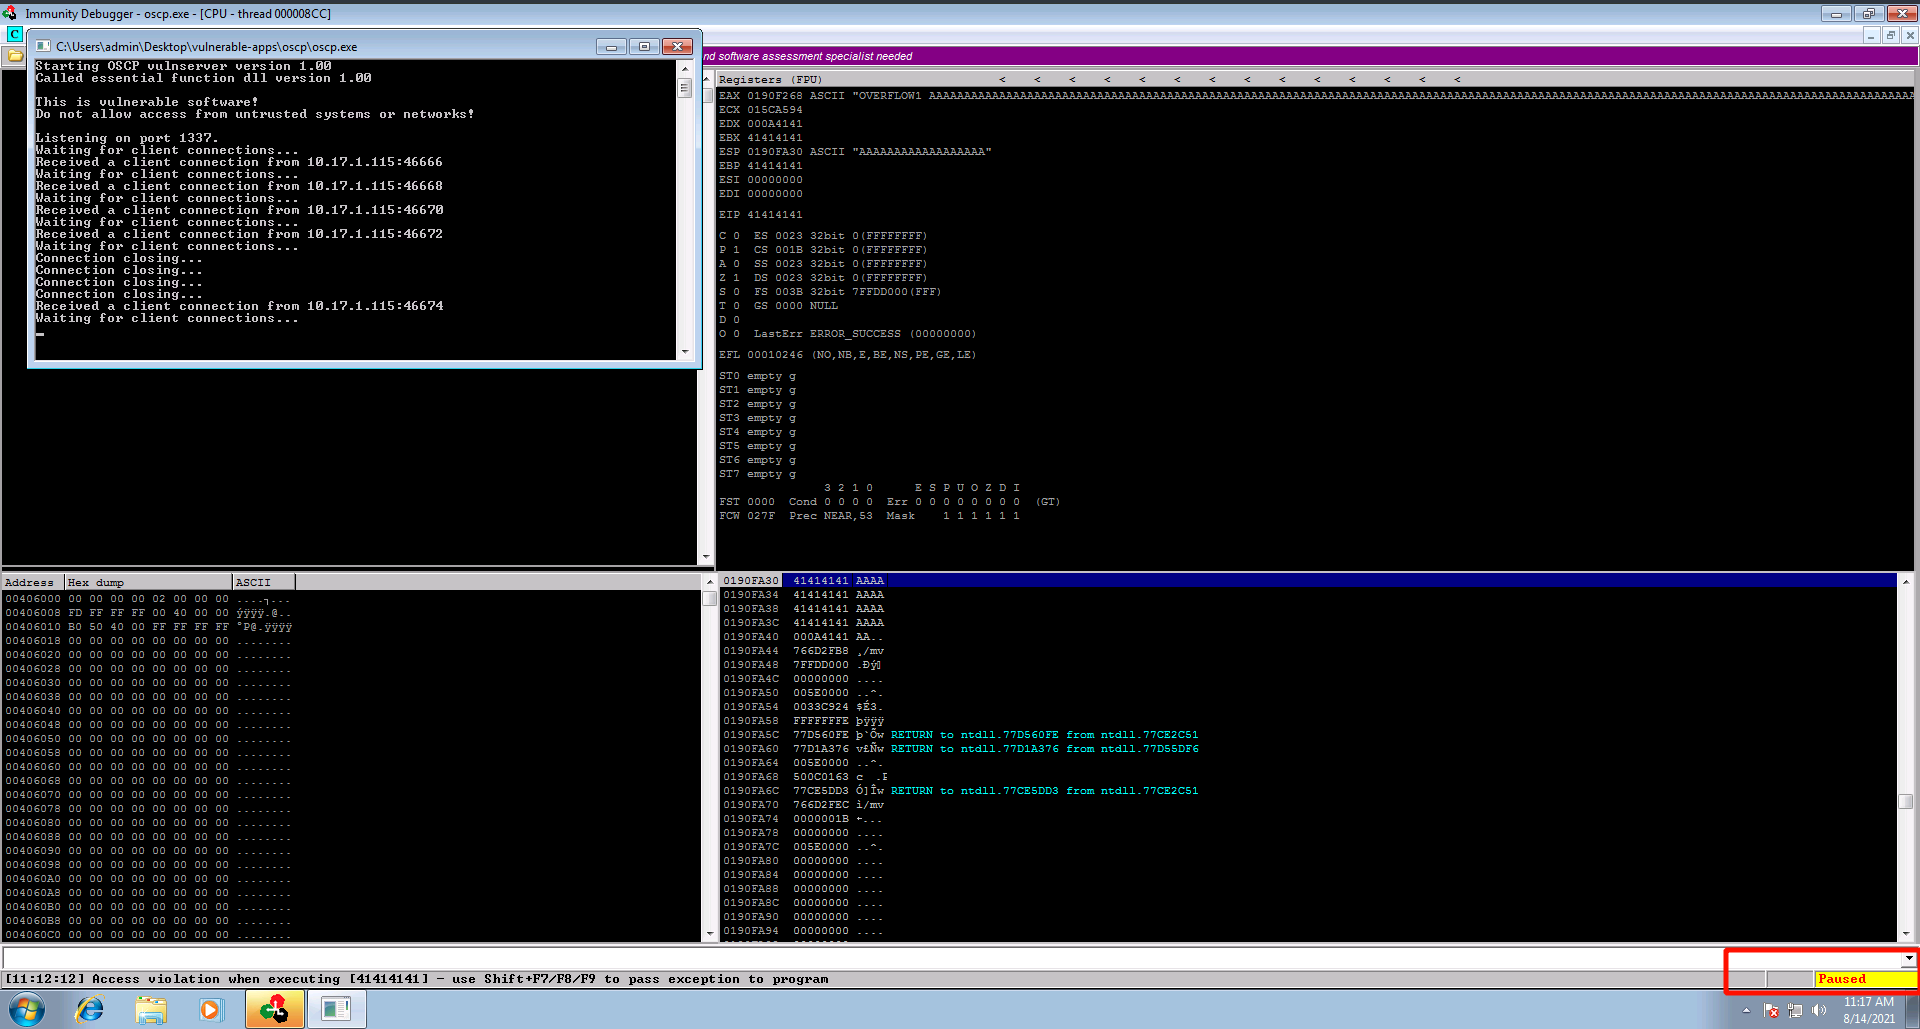 Immunity Debugger - oscp.exe - [CPU - thread 000008CC]
C
C:\Users\admin\Desktop\vulnerable-apps\oscp\oscp.exe
Starting OSCP vulnserver version 1.00
Called essential function dll version 1.00
This is vulnerable software!
Do not allow access from untrusted systems or networks!
Listening on port 1337.
Waiting for client connections...
Received a client connection from 10.17.1.115:46666
Waiting for client connections...
Received a client connection from 10.17.1.115:46668
Waiting for client connections...
Received a client connection from 10.17.1.115:46670
Waiting for client connections...
Received a client connection from 10.17.1.115:46672
Waiting for client connections...
Connection closing...
Connection closing...
Connection closing...
Connection closing...
Received a client connection from 10.17.1.115:46674
Waiting for client connections...
nd software assessment specialist needed
Registers (FPU) < < < < < < < < < < < < < <
EAX 0190F268 ASCII "OVERFLOW1
ECX 015CA594
EDX 000A4141
EBX 41414141
ESP 0190FA30 ASCII "AAAAAAAAAAAAAAAAAA"
EBP 41414141
ESI 00000000
EDI 00000000
EIP 41414141
C 0 ES 0023 32bit 0(FFFFFFFF)
P 1 CS 001B 32bit 0(FFFFFFFF)
A 0 SS 0023 32bit 0(FFFFFFFF)
Z 1 DS 0023 32bit 0(FFFFFFFF)
S 0 FS 003B 32bit 7FFDD000(FFF)
T 0 GS 0000 NULL
D 0
O 0 LastErr ERROR_SUCCESS (00000000)
EFL 00010246 (NO,NB,E,BE,NS,PE,GE,LE)
ST0 empty g
ST1 empty g
ST2 empty g
ST3 empty g
ST4 empty g
ST5 empty g
ST6 empty g
ST7 empty g
3 2 1 0 E S P U O Z D I
FST 0000 Cond 0 0 0 0 Err 0 0 0 0 0 0 0 0 (GT)
FCW 027F Prec NEAR,53 Mask 1 1 1 1 1 1
Address Hex dump ASCII
00406000 00 00 00 00 02 00 00 00 ....┐...
00406008 FD FF FF FF 00 40 00 00 ýÿÿÿ.@..
00406010 B0 50 40 00 FF FF FF FF °P@.ÿÿÿÿ
00406018 00 00 00 00 00 00 00 00 ........
00406020 00 00 00 00 00 00 00 00 ........
00406028 00 00 00 00 00 00 00 00 ........
00406030 00 00 00 00 00 00 00 00 ........
00406038 00 00 00 00 00 00 00 00 ........
00406040 00 00 00 00 00 00 00 00 ........
00406048 00 00 00 00 00 00 00 00 ........
00406050 00 00 00 00 00 00 00 00 ........
00406058 00 00 00 00 00 00 00 00 ........
00406060 00 00 00 00 00 00 00 00 ........
00406068 00 00 00 00 00 00 00 00 ........
00406070 00 00 00 00 00 00 00 00 ........
00406078 00 00 00 00 00 00 00 00 ........
00406080 00 00 00 00 00 00 00 00 ........
00406088 00 00 00 00 00 00 00 00 ........
00406090 00 00 00 00 00 00 00 00 ........
00406098 00 00 00 00 00 00 00 00 ........
004060A0 00 00 00 00 00 00 00 00 ........
004060A8 00 00 00 00 00 00 00 00 ........
004060B0 00 00 00 00 00 00 00 00 ........
004060B8 00 00 00 00 00 00 00 00 ........
004060C0 00 00 00 00 00 00 00 00 ........
0190FA30 41414141 AAAA
0190FA34 41414141 AAAA
0190FA38 41414141 AAAA
0190FA3C 41414141 AAAA
0190FA40 000A4141 AA..
0190FA44 766D2FB8 ¸/mv
0190FA48 7FFDD000 .Ðý
0190FA4C 00000000 ....
0190FA50 005E0000 ..^.
0190FA54 0033C924 $É3.
0190FA58 FFFFFFFE þÿÿÿ
0190FA5C 77D560FE þ`Õw RETURN to ntdll.77D560FE from ntdll.77CE2C51
0190FA60 77D1A376 v£Ñw RETURN to ntdll.77D1A376 from ntdll.77D55DF6
0190FA64 005E0000 ..^.
0190FA68 500C0163 c .P
0190FA6C 77CE5DD3 Ó]Îw RETURN to ntdll.77CE5DD3 from ntdll.77CE2C51
0190FA70 766D2FEC ì/mv
0190FA74 0000001B ←...
0190FA78 00000000 ....
0190FA7C 005E0000 ..^.
0190FA80 00000000 ....
0190FA84 00000000 ....
0190FA88 00000000 ....
0190FA8C 00000000 ....
0190FA90 00000000 ....
0190FA94 00000000 ....
[11:12:12] Access violation when executing [41414141] - use Shift+F7/F8/F9 to pass exception to program
Paused
11:17 AM
8/14/2021